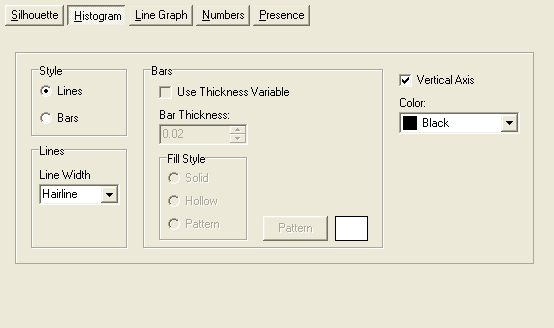 Silhouette Histogram Line Graph Numbers Presence
Style
Lines
Bars
Lines
Line Width
Hairline
Bars
Use Thickness Variable
Bar Thickness:
0.02
Fill Style
Solid
Hollow
Pattern
Pattern
Vertical Axis
Color:
Black